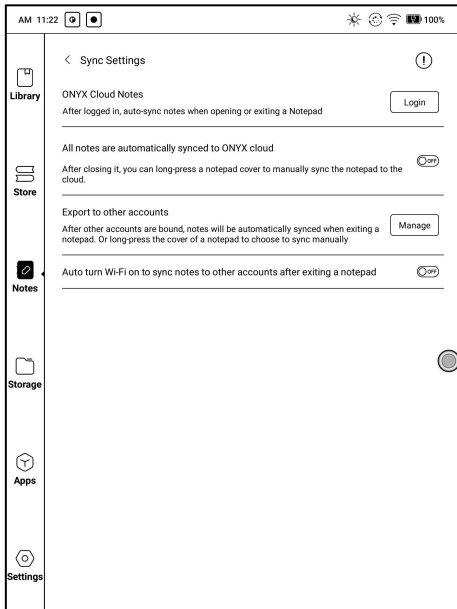 AM 11:22
100%
Sync Settings
Library
ONYX Cloud Notes
After logged in, auto-sync notes when opening or exiting a Notepad
Login
All notes are automatically synced to ONYX cloud
After closing it, you can long-press a notepad cover to manually sync the notepad to the
cloud.
OFF
Store
Export to other accounts
After other accounts are bound, notes will be automatically synced when exiting a
notepad. Or long-press the cover of a notepad to choose to sync manually
Manage
Auto turn Wi-Fi on to sync notes to other accounts after exiting a notepad
OFF
Notes
Storage
Apps
Settings